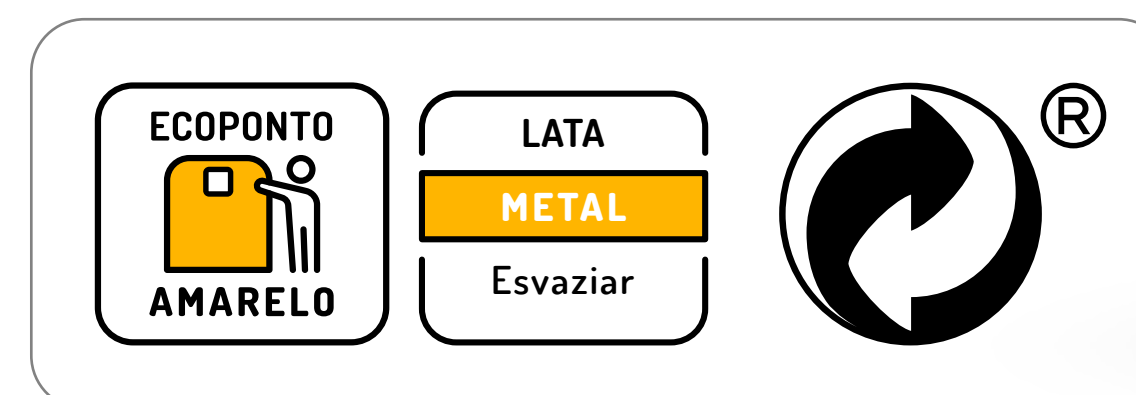 ECOPONTO
AMARELO
LATA
METAL
Esvaziar
®